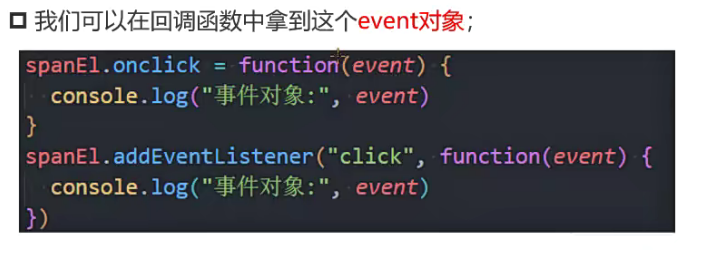 我们可以在回调函数中拿到这个event对象；
spanEl.onclick = function(event) {
  console.log("事件对象:", event)
}
spanEl.addEventListener("click", function(event) {
  console.log("事件对象:", event)
})